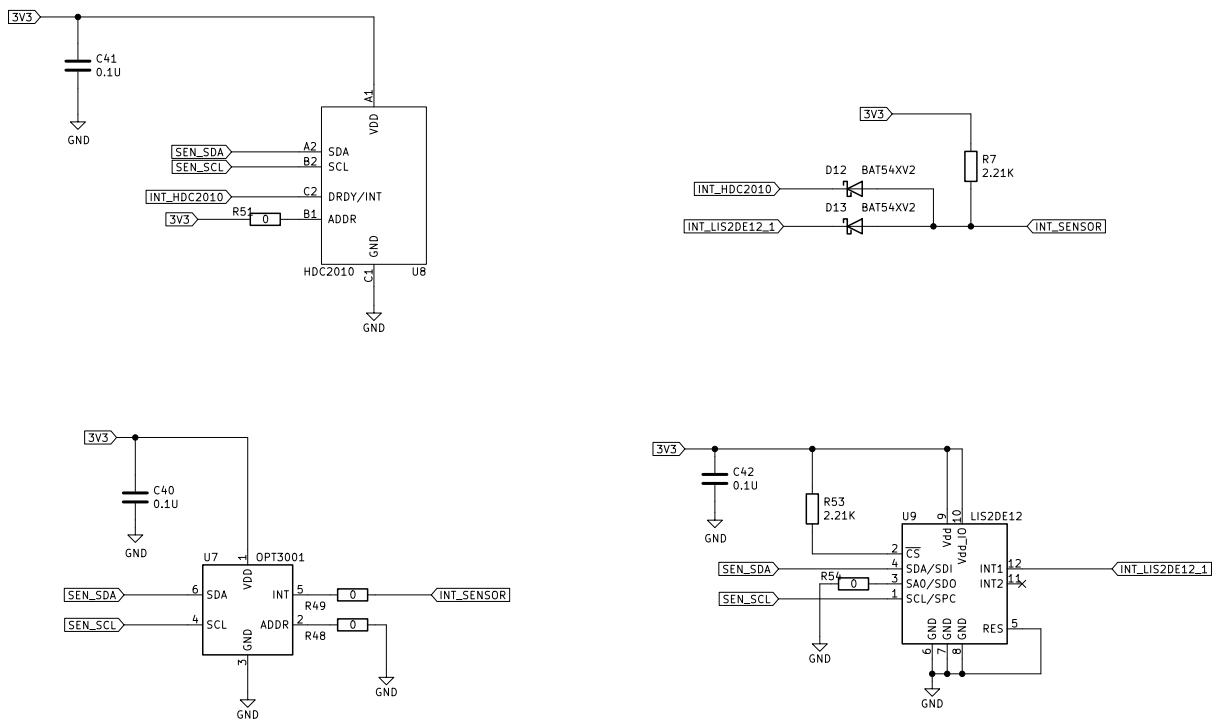 3V3
C41
0.1U
GND
A1
VDD
SEN_SDA
A2
SDA
SEN_SCL
B2
SCL
INT_HDC2010
C2
DRDY/INT
3V3
R51
0
B1
ADDR
GND
HDC2010
C1
U8
GND
3V3
R7
2.21K
D12
BAT54XV2
INT_HDC2010
D13
BAT54XV2
INT_LIS2DE12_1
INT_SENSOR
3V3
C40
0.1U
GND
U7
1
OPT3001
VDD
SEN_SDA
6
SDA
INT
5
0
INT_SENSOR
R49
SEN_SCL
4
SCL
ADDR
2
0
R48
GND
3
GND
GND
3V3
C42
0.1U
GND
R53
2.21K
U9
9
10
LIS2DE12
Vdd
Vdd_IO
2
CS
SEN_SDA
4
SDA/SDI
INT1
12
INT_LIS2DE12_1
R54
0
3
SA0/SDO
INT2
11
SEN_SCL
1
SCL/SPC
GND
GND
GND
RES
5
6
7
8
GND
GND